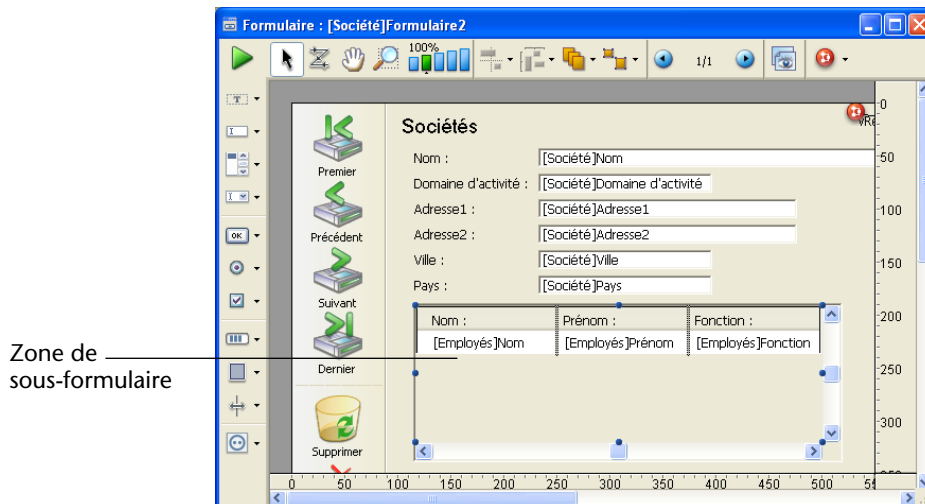 Formulaire : [Société]Formulaire2
100%
1/1
Premier
Précédent
Suivant
Dernier
Supprimer
Sociétés
Nom : [Société]Nom
Domaine d'activité : [Société]Domaine d'activité
Adresse1 : [Société]Adresse1
Adresse2 : [Société]Adresse2
Ville : [Société]Ville
Pays : [Société]Pays
Nom : Prénom : Fonction :
[Employés]Nom [Employés]Prénom [Employés]Fonction
OK
0
50
100
150
200
250
300
0 50 100 150 200 250 300 350 400 450 500
Zone de
sous-formulaire